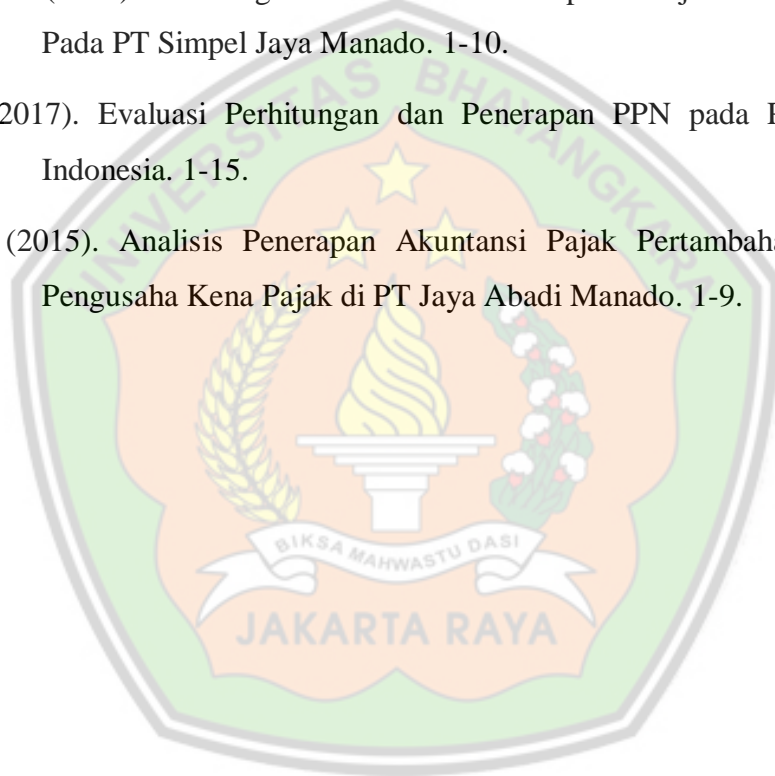 Pada PT Simpel Jaya Manado. 1-10.
2017). Evaluasi Perhitungan dan Penerapan PPN pada
Indonesia. 1-15.
(2015). Analisis Penerapan Akuntansi Pajak Pertambaha
Pengusaha Kena Pajak di PT Jaya Abadi Manado. 1-9.
UNIVERSITAS BHAYANGKARA
BIKSA MAHWASTU DASI
JAKARTA RAYA